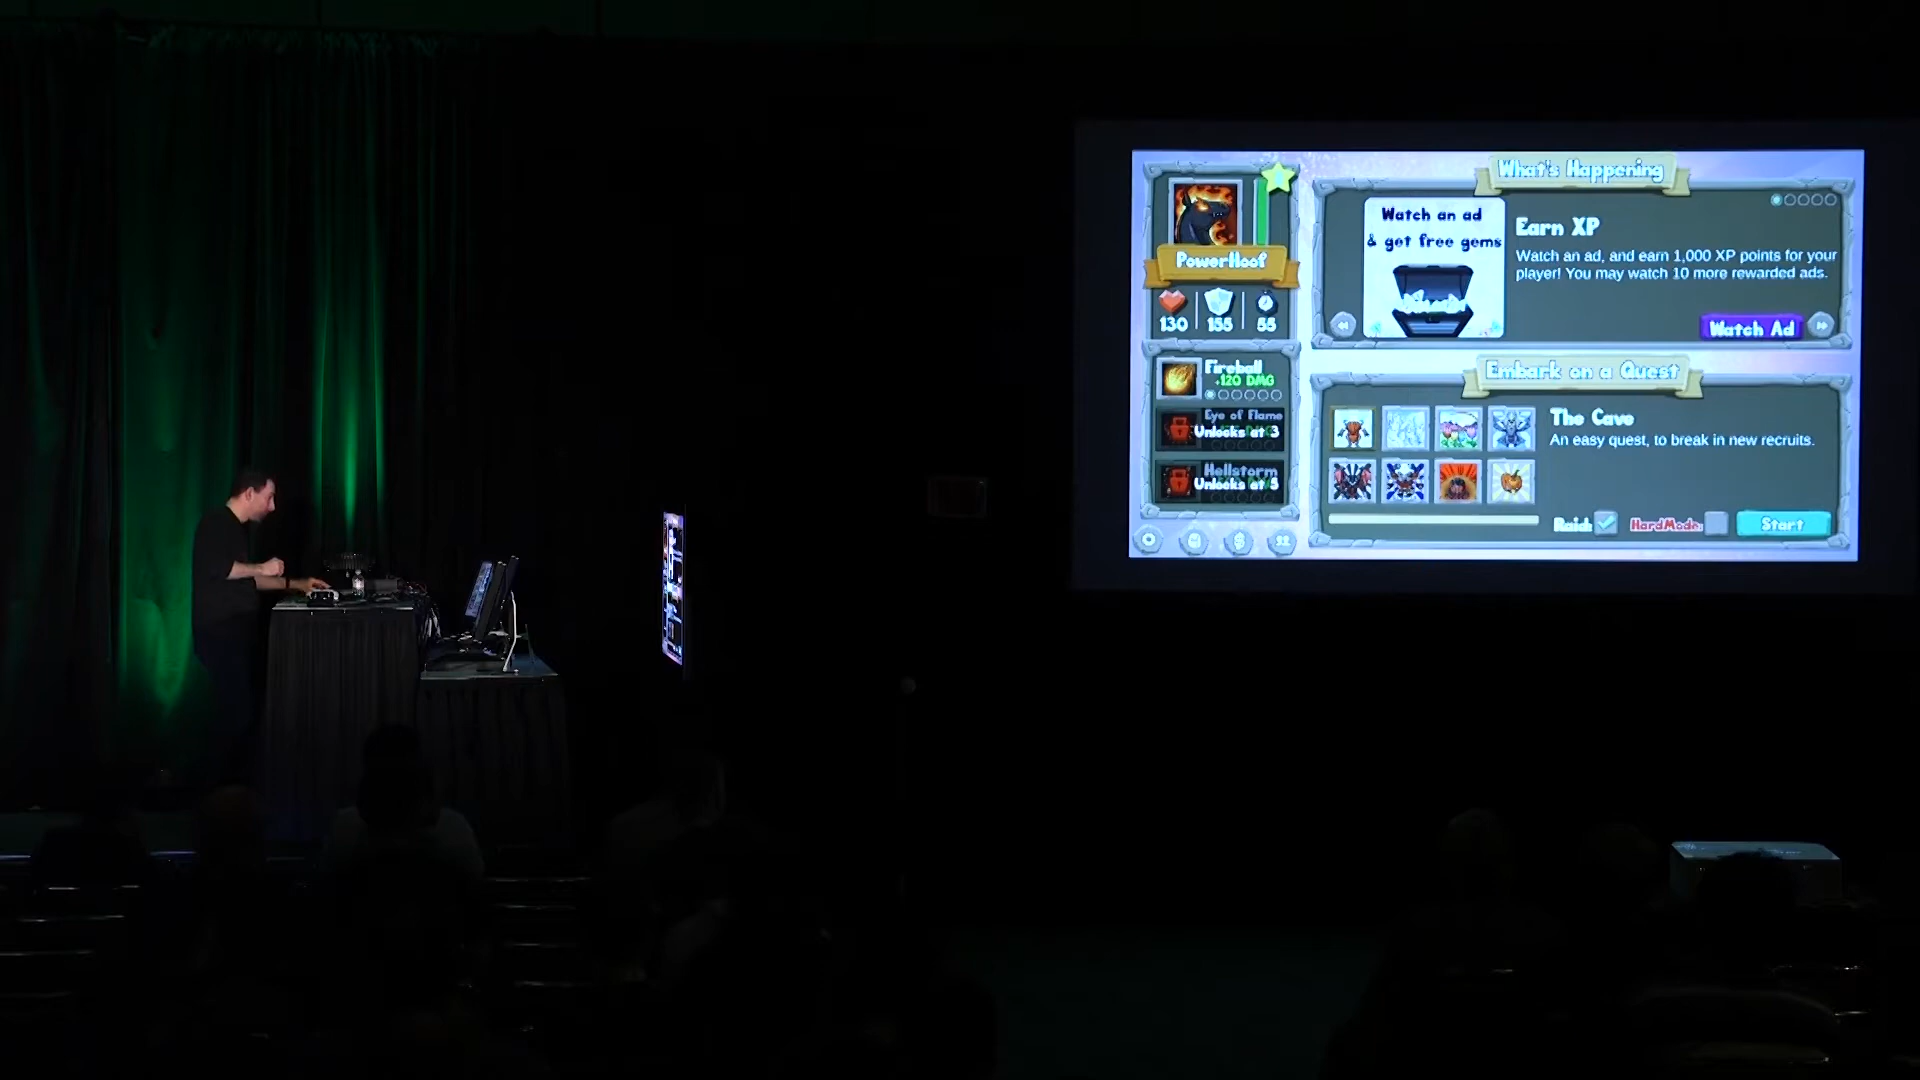 PowerHoof
130
155
55
Fireball
+120 DMG
Eye of Flame
Unlocks at 3
Hellstorm
Unlocks at 5
What's Happening
Watch an ad
& get free gems
Earn XP
Watch an ad, and earn 1,000 XP points for your
player! You may watch 10 more rewarded ads.
Watch Ad
Embark on a Quest
The Cave
An easy quest, to break in new recruits.
Raid:
HardMode:
Start